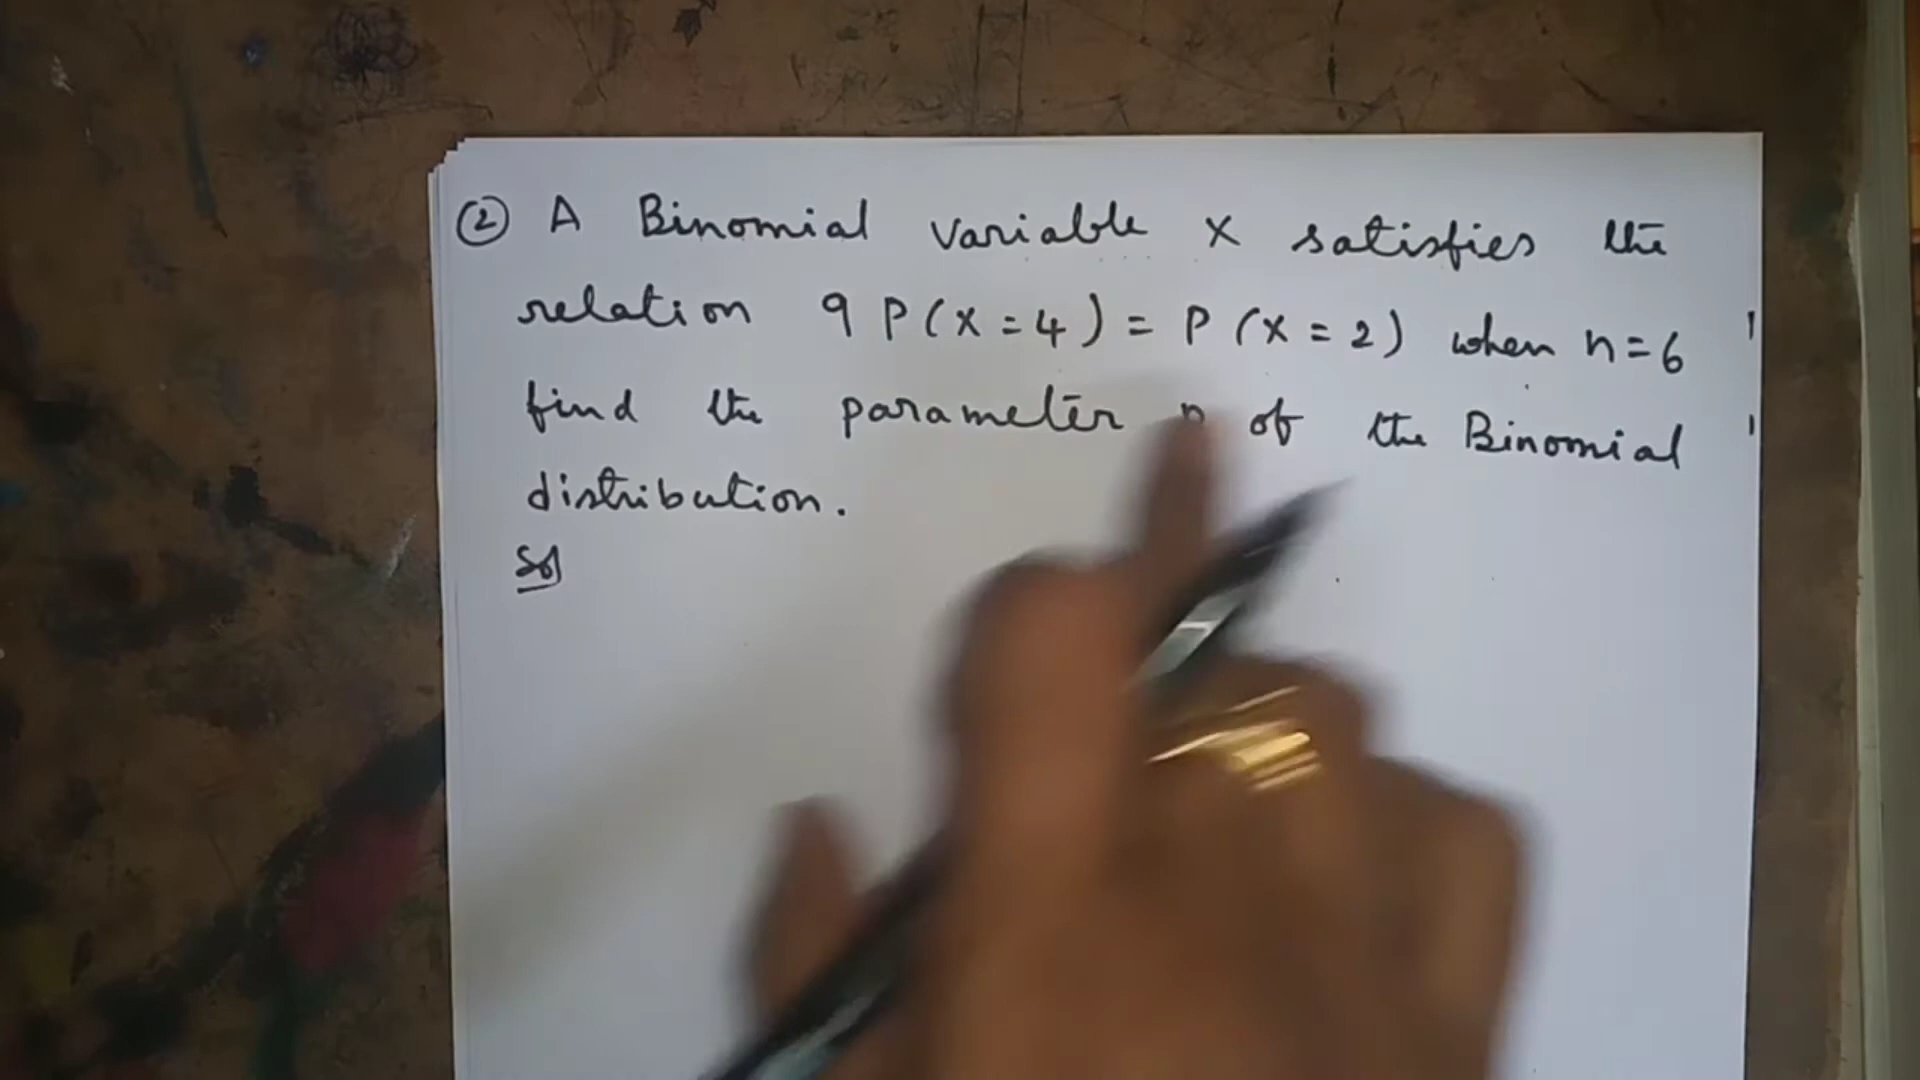 ② A Binomial variable X satisfies the
relation 9 P(X=4) = P(X=2) when n=6
find the parameter p of the Binomial
distribution.
Sol